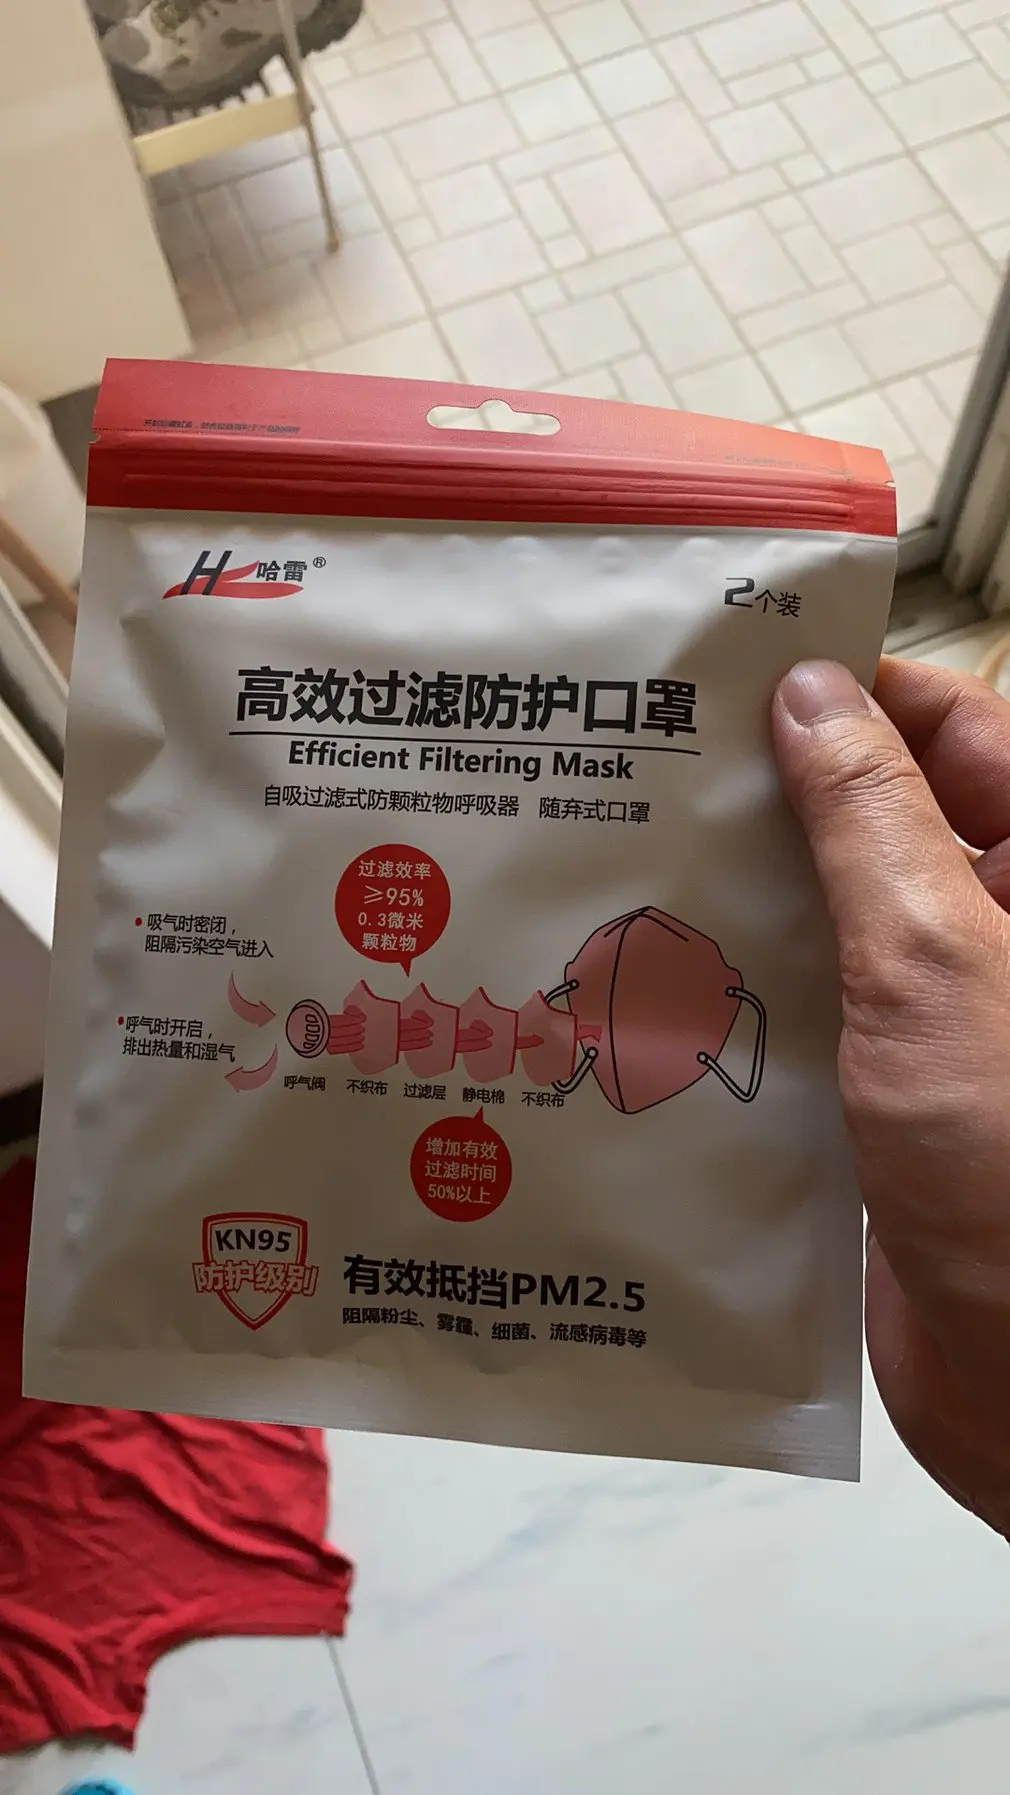 H 哈雷®
2个装
高效过滤防护口罩
Efficient Filtering Mask
自吸过滤式防颗粒物呼吸器 随弃式口罩
过滤效率
≥95%
0.3微米
颗粒物
吸气时密闭，
阻隔污染空气进入
呼气时开启，
排出热量和湿气
呼气阀 不织布 过滤层 静电棉 不织布
增加有效
过滤时间
50%以上
KN95
防护级别
有效抵挡PM2.5
阻隔粉尘、雾霾、细菌、流感病毒等